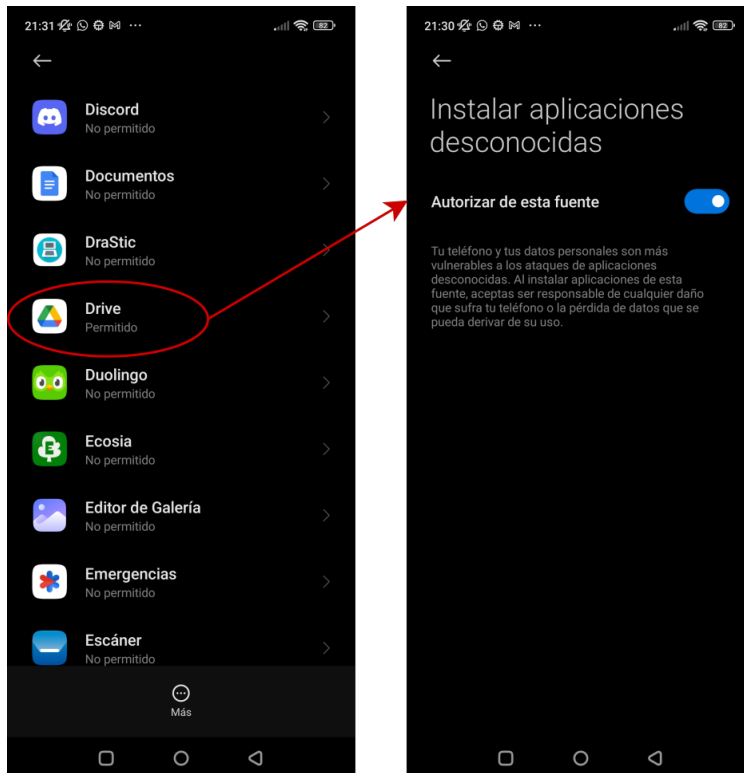 21:31
82
Discord
No permitido
Documentos
No permitido
DraStic
No permitido
Drive
Permitido
Duolingo
No permitido
Ecosia
No permitido
Editor de Galería
No permitido
Emergencias
No permitido
Escáner
No permitido
Más
21:30
82
Instalar aplicaciones
desconocidas
Autorizar de esta fuente
Tu teléfono y tus datos personales son más
vulnerables a los ataques de aplicaciones
desconocidas. Al instalar aplicaciones de esta
fuente, aceptas ser responsable de cualquier daño
que sufra tu teléfono o la pérdida de datos que se
pueda derivar de su uso.